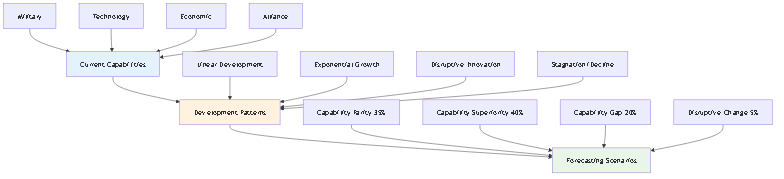 Military
Technology
Economic
Alliance
Current Capabilities
Linear Development
Exponential Growth
Disruptive Innovation
Stagnation/Decline
Development Patterns
Capability Parity 35%
Capability Superiority 40%
Capability Gap 20%
Disruptive Change 5%
Forecasting Scenarios